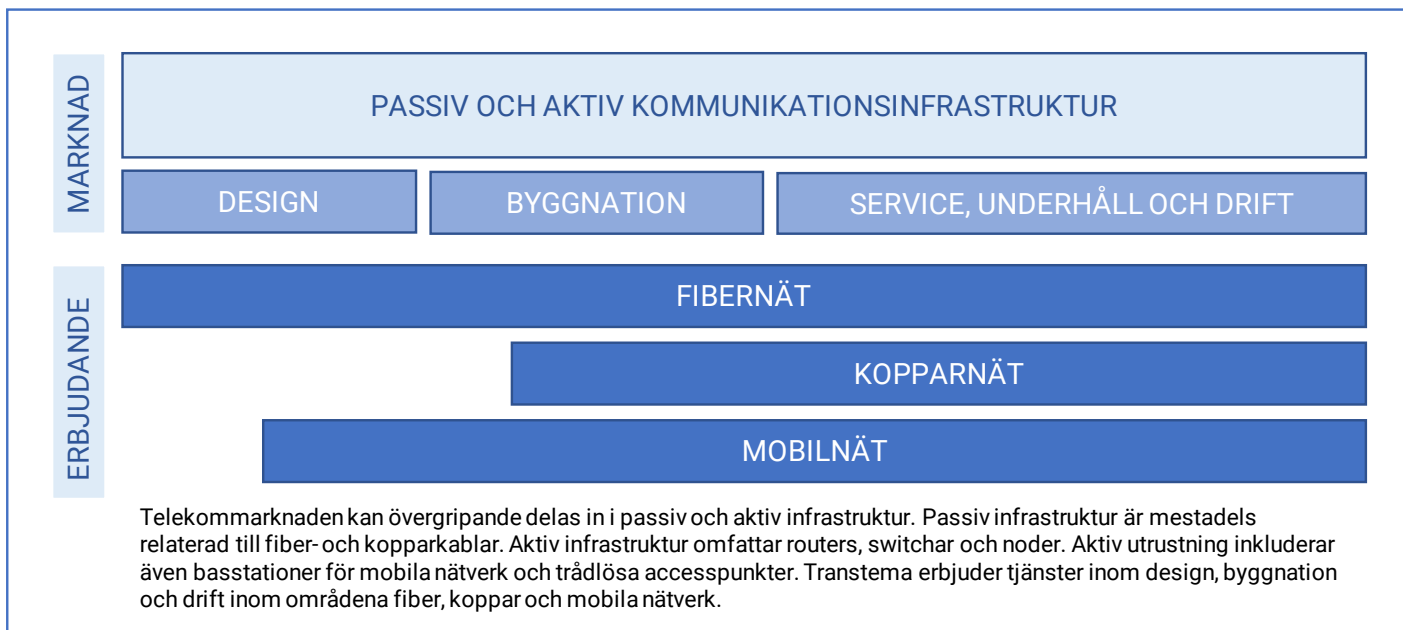 MARKNAD
PASSIV OCH AKTIV KOMMUNIKATIONSINFRASTRUKTUR
DESIGN
BYGGNATION
SERVICE, UNDERHÅLL OCH DRIFT
ERBJUDANDE
FIBERNÄT
KOPPARNÄT
MOBILNÄT
Telekommarknaden kan övergripande delas in i passiv och aktiv infrastruktur. Passiv infrastruktur är mestadels
relaterad till fiber- och kopparkablar. Aktiv infrastruktur omfattar routers, switchar och noder. Aktiv utrustning inkluderar
även basstationer för mobila nätverk och trådlösa accesspunkter. Transtema erbjuder tjänster inom design, byggnation
och drift inom områdena fiber, koppar och mobila nätverk.